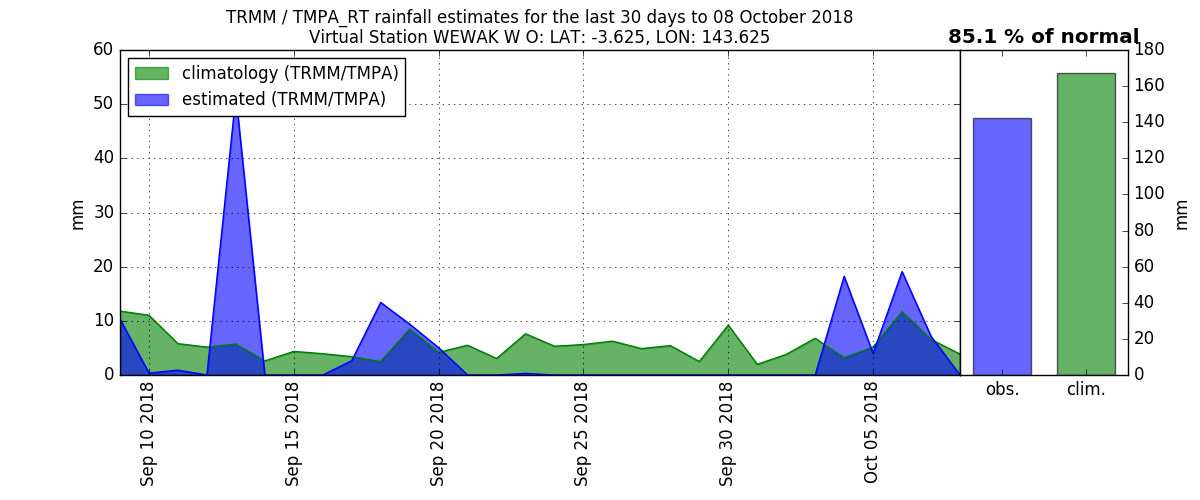 TRMM / TMPA_RT rainfall estimates for the last 30 days to 08 October 2018
Virtual Station WEWAK W O: LAT: -3.625, LON: 143.625
85.1 % of normal
climatology (TRMM/TMPA)
estimated (TRMM/TMPA)
60
50
40
30
20
10
0
mm
Sep 10 2018
Sep 15 2018
Sep 20 2018
Sep 25 2018
Sep 30 2018
Oct 05 2018
180
160
140
120
100
80
60
40
20
0
mm
obs.
clim.